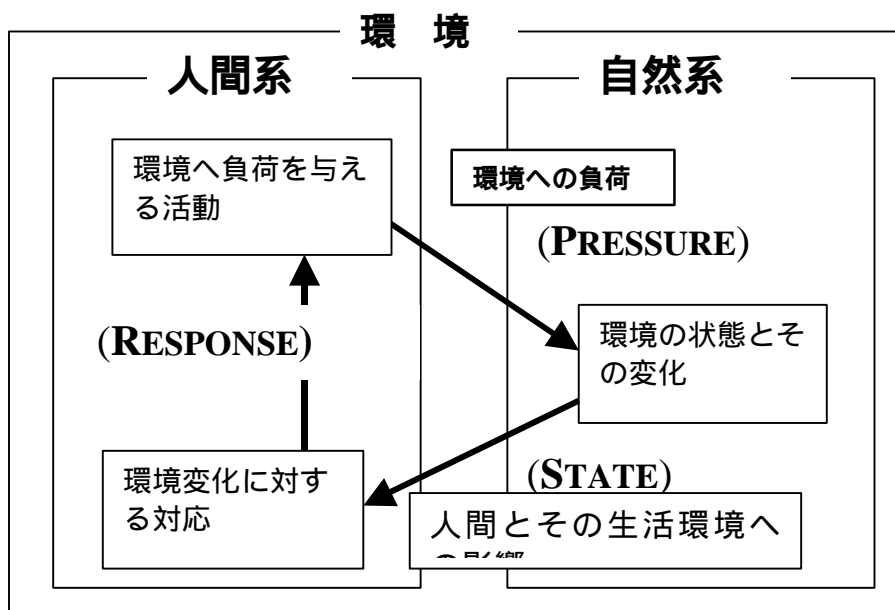 環 境
人間系
自然系
環境へ負荷を与え
る活動
環境への負荷
(PRESSURE)
(RESPONSE)
環境の状態とそ
の変化
(STATE)
環境変化に対す
る対応
人間とその生活環境へ